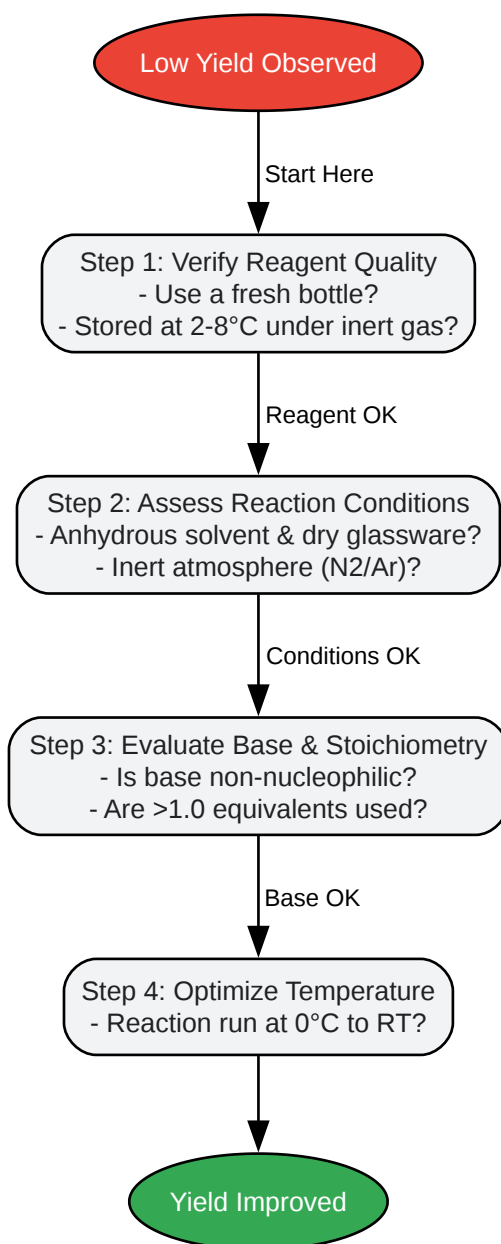 Low Yield Observed
Start Here
Step 1: Verify Reagent Quality
- Use a fresh bottle?
- Stored at 2-8°C under inert gas?
Reagent OK
Step 2: Assess Reaction Conditions
- Anhydrous solvent & dry glassware?
- Inert atmosphere (N2/Ar)?
Conditions OK
Step 3: Evaluate Base & Stoichiometry
- Is base non-nucleophilic?
- Are >1.0 equivalents used?
Base OK
Step 4: Optimize Temperature
- Reaction run at 0°C to RT?
Yield Improved